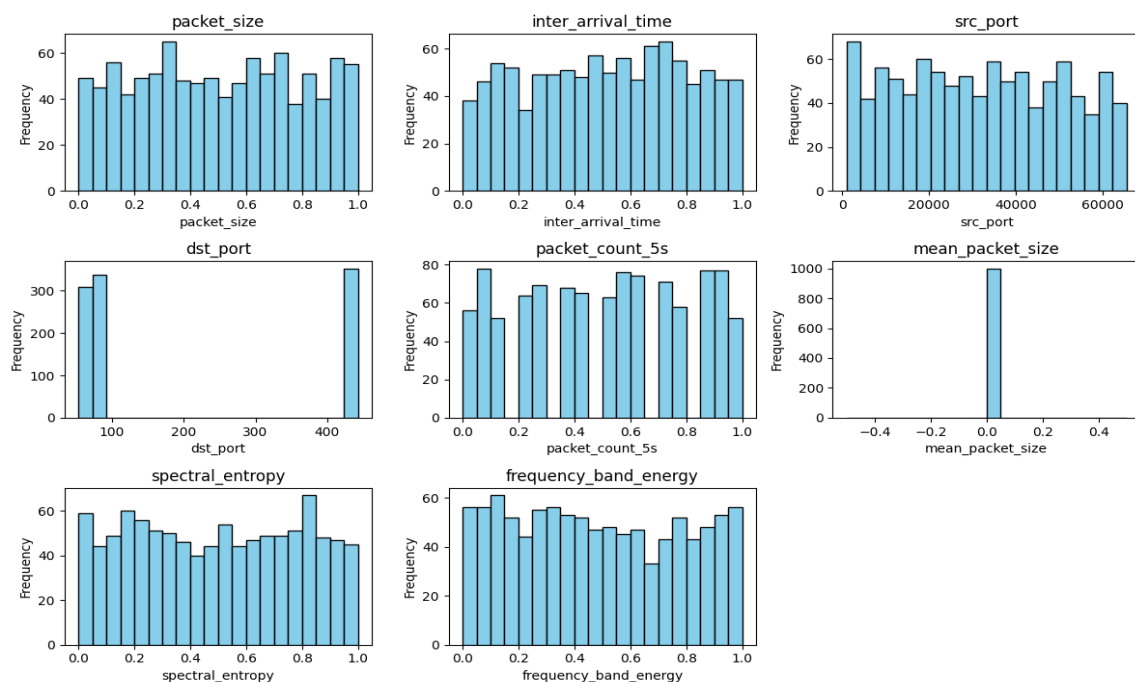 packet_size
inter_arrival_time
src_port
Frequency
60
40
20
0
0.0 0.2 0.4 0.6 0.8 1.0
packet_size
Frequency
60
40
20
0
0.0 0.2 0.4 0.6 0.8 1.0
inter_arrival_time
Frequency
60
40
20
0
0 20000 40000 60000
src_port
dst_port
packet_count_5s
mean_packet_size
Frequency
300
200
100
0
100 200 300 400
dst_port
Frequency
80
60
40
20
0
0.0 0.2 0.4 0.6 0.8 1.0
packet_count_5s
Frequency
1000
800
600
400
200
0
−0.4 −0.2 0.0 0.2 0.4
mean_packet_size
spectral_entropy
frequency_band_energy
Frequency
60
40
20
0
0.0 0.2 0.4 0.6 0.8 1.0
spectral_entropy
Frequency
60
40
20
0
0.0 0.2 0.4 0.6 0.8 1.0
frequency_band_energy